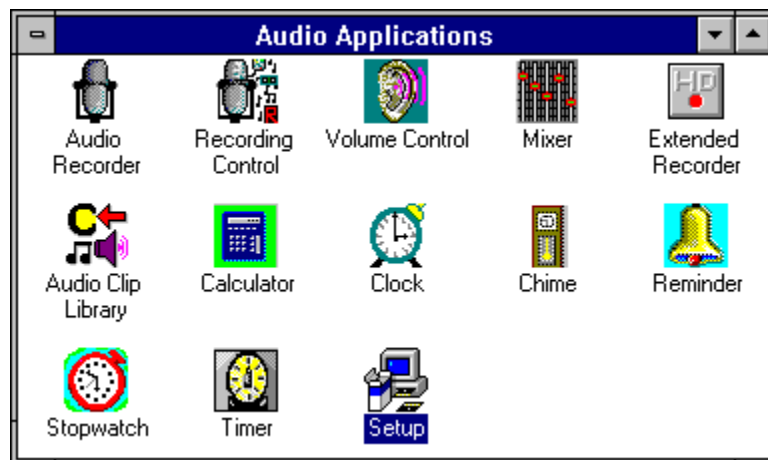 Audio Applications
Audio
Recorder
Recording
Control
Volume Control
Mixer
HD
Extended
Recorder
Audio Clip
Library
Calculator
Clock
Chime
Reminder
Stopwatch
Timer
Setup